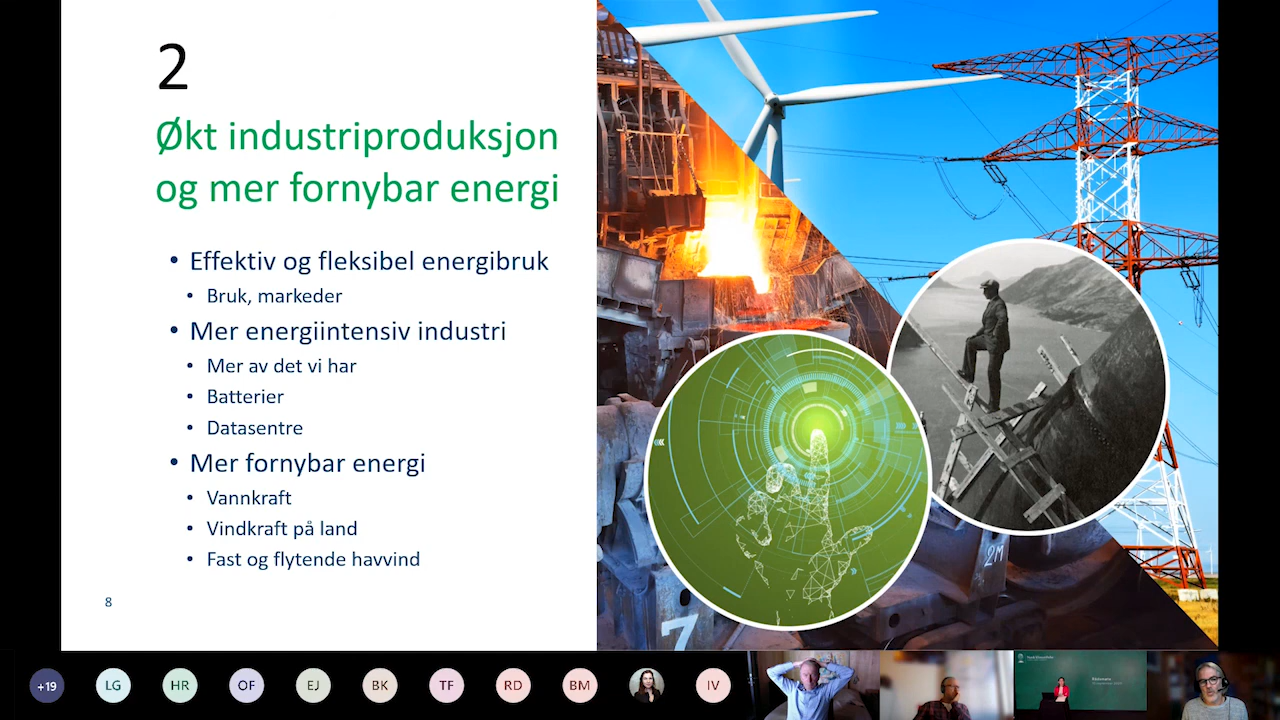 2
Økt industriproduksjon
og mer fornybar energi
• Effektiv og fleksibel energibruk
• Bruk, markeder
• Mer energiintensiv industri
• Mer av det vi har
• Batterier
• Datasentre
• Mer fornybar energi
• Vannkraft
• Vindkraft på land
• Fast og flytende havvind
8
7
2M
+19
LG
HR
OF
EJ
BK
TF
RD
BM
IV